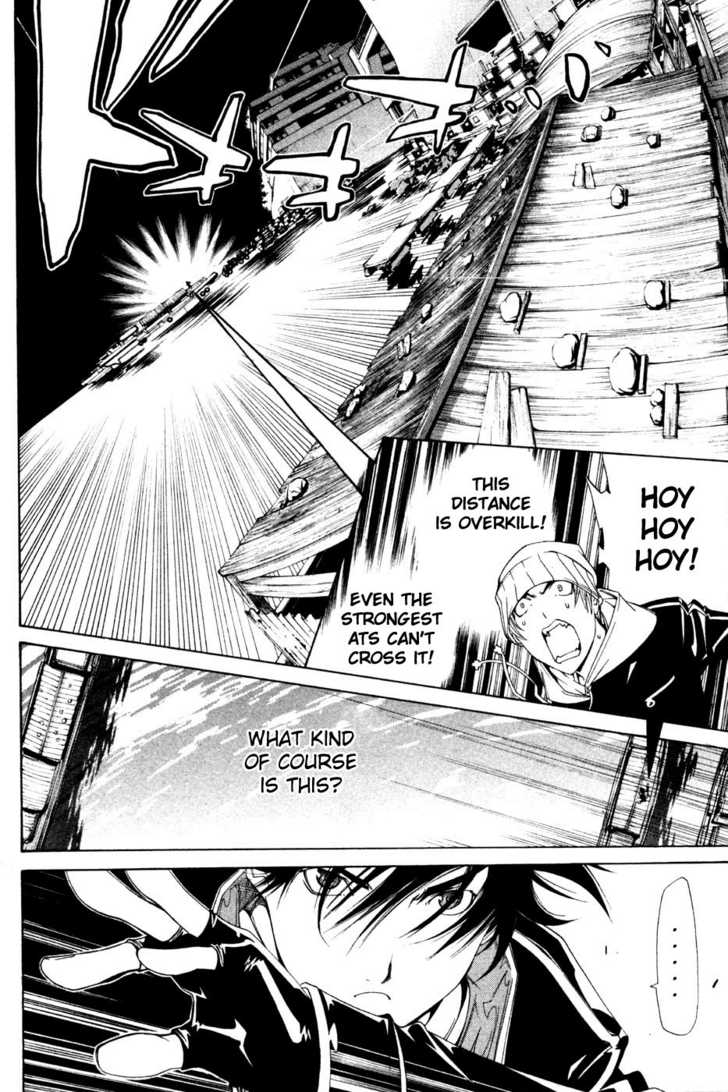 HOY
HOY
HOY!
THIS
DISTANCE
IS OVERKILL!
EVEN THE
STRONGEST
ATS CAN'T
CROSS IT!
WHAT KIND
OF COURSE
IS THIS?
.....